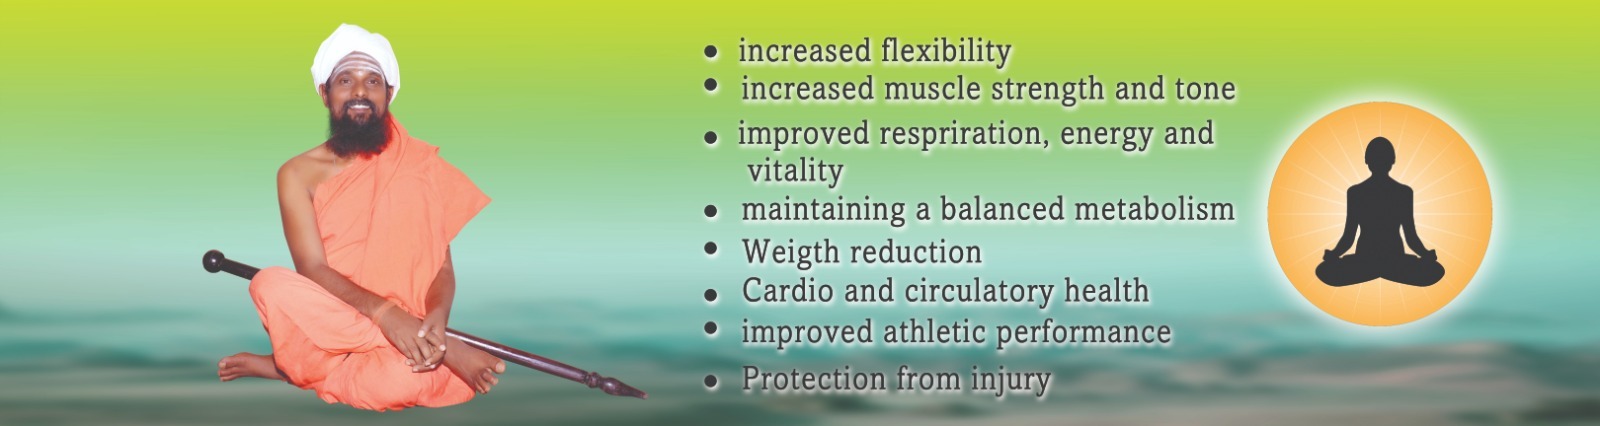 • increased flexibility
• increased muscle strength and tone
• improved respriration, energy and
vitality
• maintaining a balanced metabolism
• Weigth reduction
• Cardio and circulatory health
• improved athletic performance
• Protection from injury